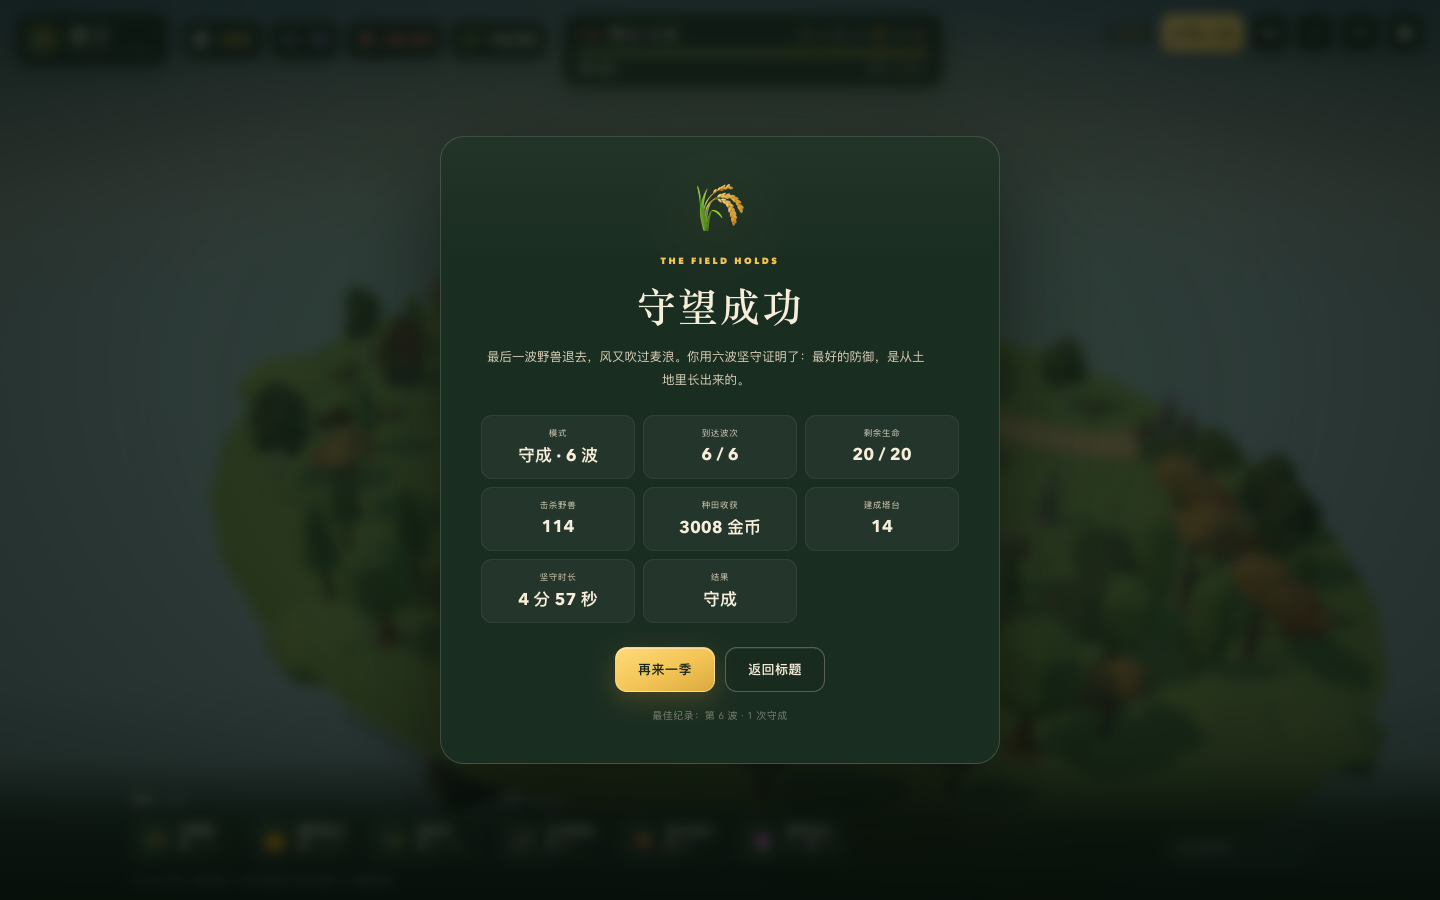 THE FIELD HOLDS
守望成功
最后一波野兽退去，风又吹过麦浪。你用六波坚守证明了：最好的防御，是从土
地里长出来的。
模式
守成 · 6 波
到达波次
6 / 6
剩余生命
20 / 20
击杀野兽
114
种田收获
3008 金币
建成塔台
14
坚守时长
4 分 57 秒
结果
守成
再来一季
返回标题
最佳纪录：第 6 波 · 1 次守成